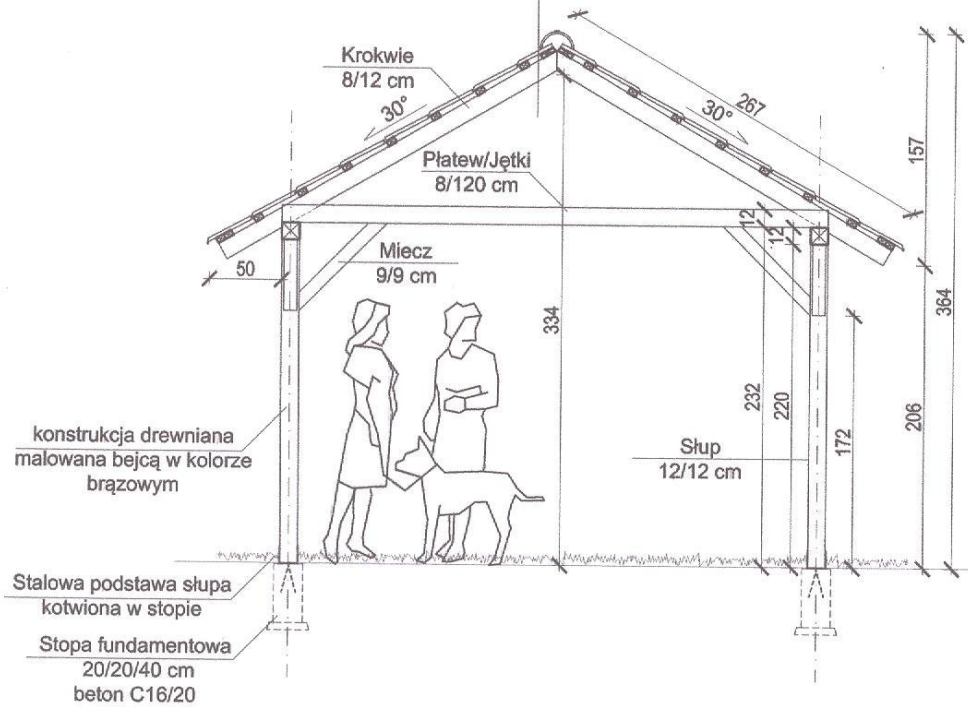 Krokwie
8/12 cm
30°
30°
267
157
Płatew/Jętki
8/120 cm
12
12
50
Miecz
9/9 cm
334
364
232
220
172
206
konstrukcja drewniana
malowana bejcą w kolorze
brązowym
Słup
12/12 cm
Stalowa podstawa słupa
kotwiona w stopie
Stopa fundamentowa
20/20/40 cm
beton C16/20